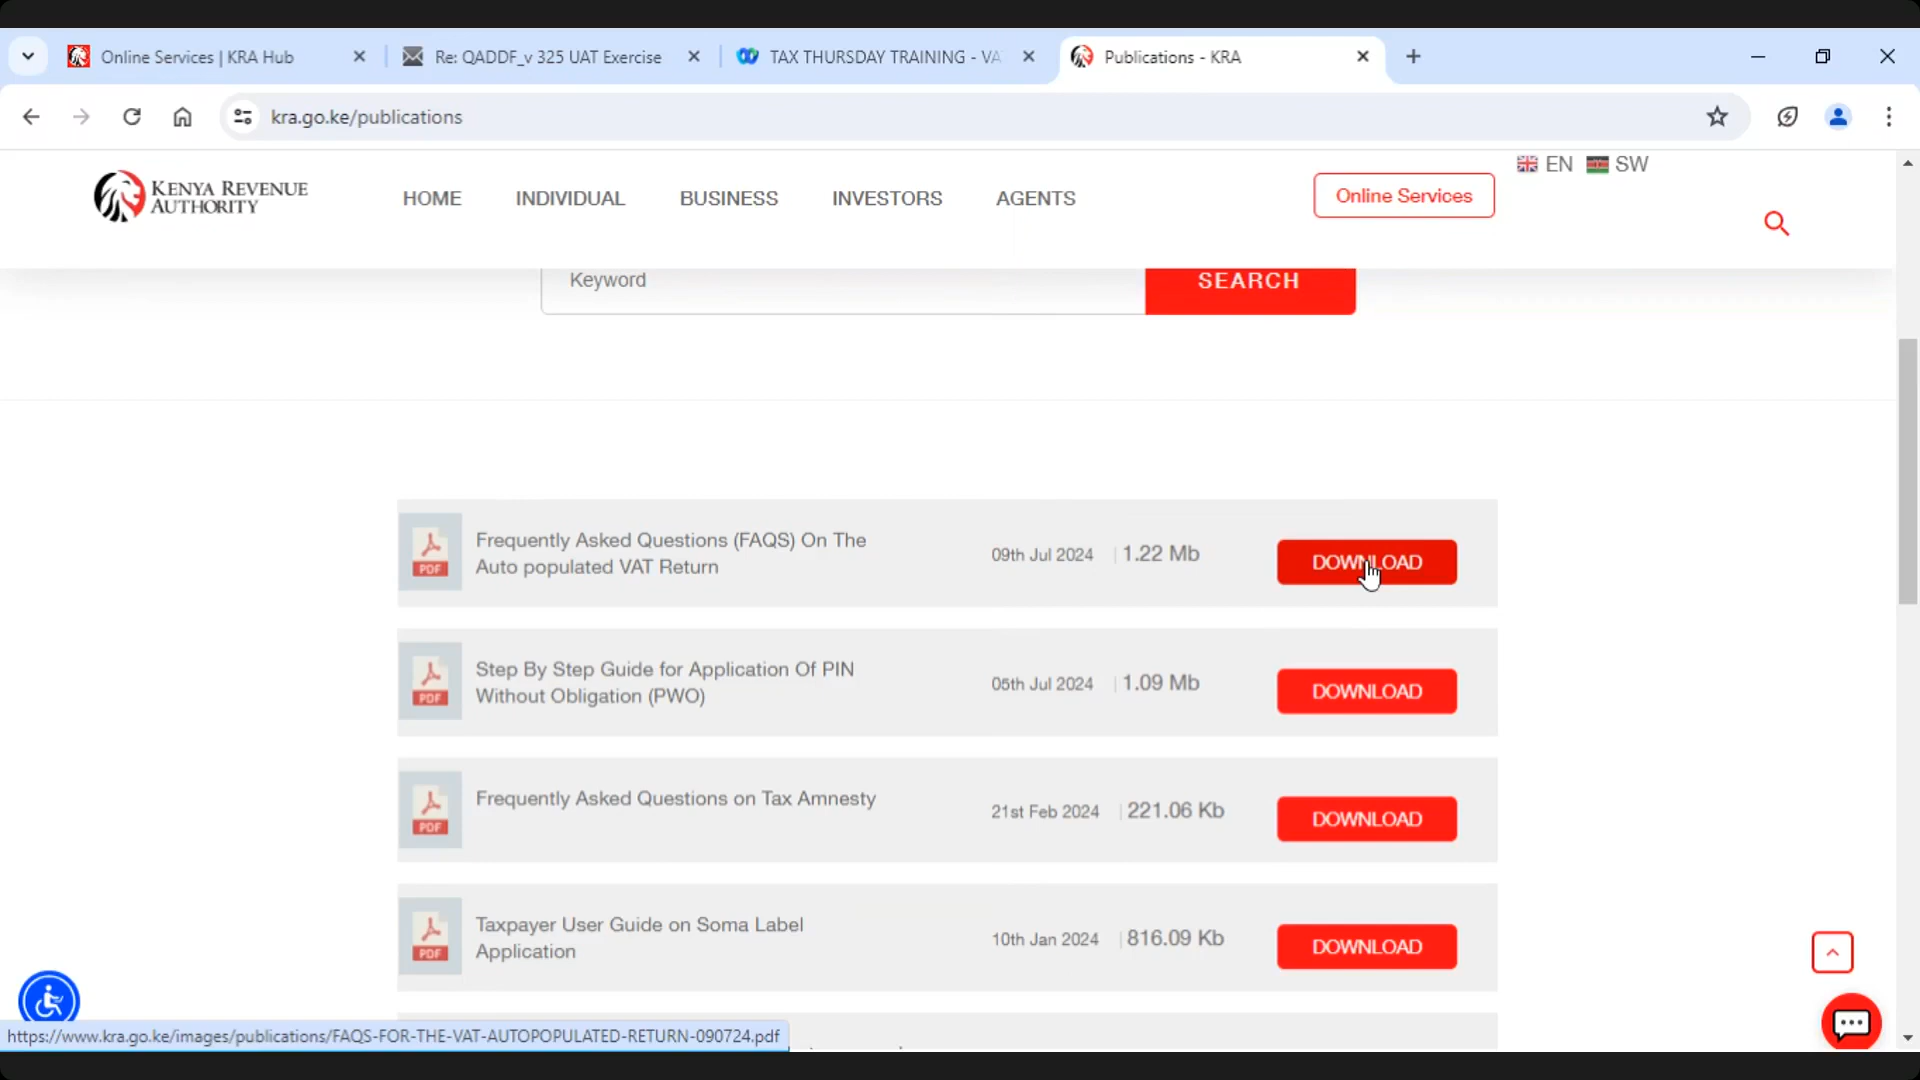 Online Services | KRA Hub
Re: QADDF_v 325 UAT Exercise
TAX THURSDAY TRAINING - VA
Publications - KRA
kra.go.ke/publications
KENYA REVENUE
AUTHORITY
HOME
INDIVIDUAL
BUSINESS
INVESTORS
AGENTS
Online Services
EN
SW
Keyword
SEARCH
PDF
Frequently Asked Questions (FAQS) On The
Auto populated VAT Return
09th Jul 2024
| 1.22 Mb
DOWNLOAD
PDF
Step By Step Guide for Application Of PIN
Without Obligation (PWO)
05th Jul 2024
| 1.09 Mb
DOWNLOAD
PDF
Frequently Asked Questions on Tax Amnesty
21st Feb 2024
| 221.06 Kb
DOWNLOAD
PDF
Taxpayer User Guide on Soma Label
Application
10th Jan 2024
| 816.09 Kb
DOWNLOAD
https://www.kra.go.ke/images/publications/FAQS-FOR-THE-VAT-AUTOPOPULATED-RETURN-090724.pdf